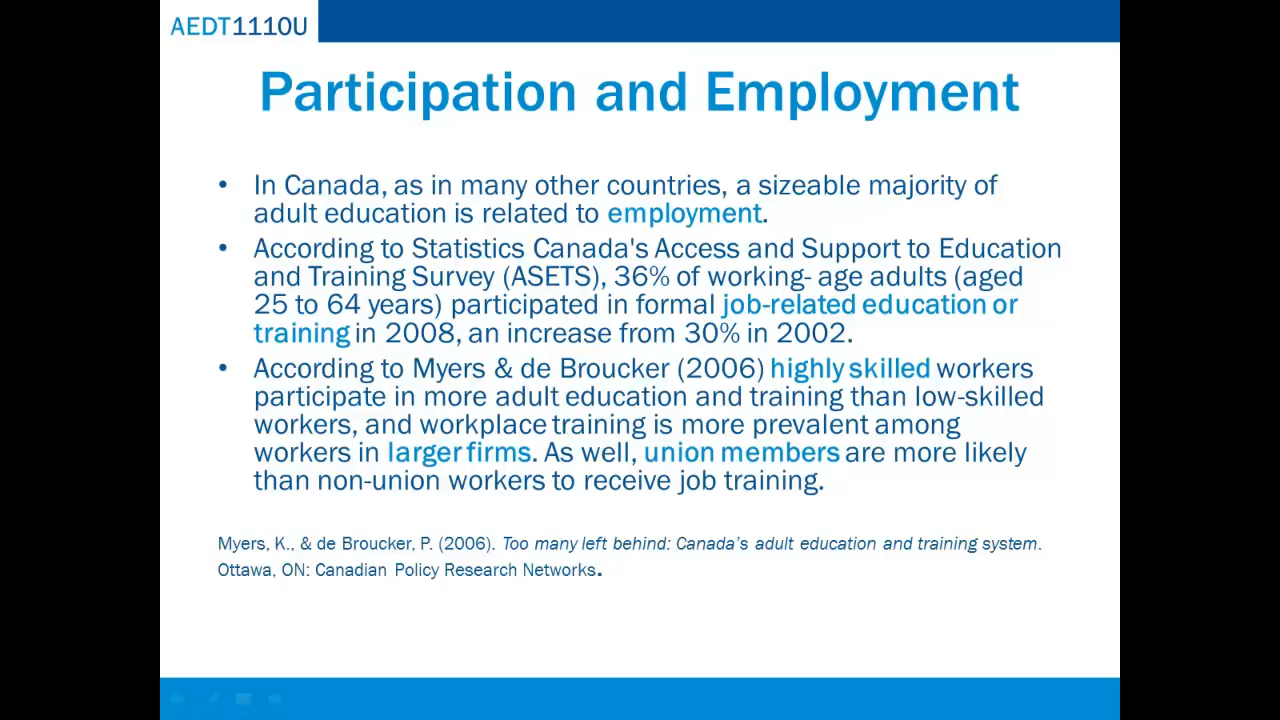 AEDT1110U
Participation and Employment
• In Canada, as in many other countries, a sizeable majority of
adult education is related to employment.
• According to Statistics Canada's Access and Support to Education
and Training Survey (ASETS), 36% of working- age adults (aged
25 to 64 years) participated in formal job-related education or
training in 2008, an increase from 30% in 2002.
• According to Myers & de Broucker (2006) highly skilled workers
participate in more adult education and training than low-skilled
workers, and workplace training is more prevalent among
workers in larger firms. As well, union members are more likely
than non-union workers to receive job training.
Myers, K., & de Broucker, P. (2006). Too many left behind: Canada’s adult education and training system.
Ottawa, ON: Canadian Policy Research Networks.